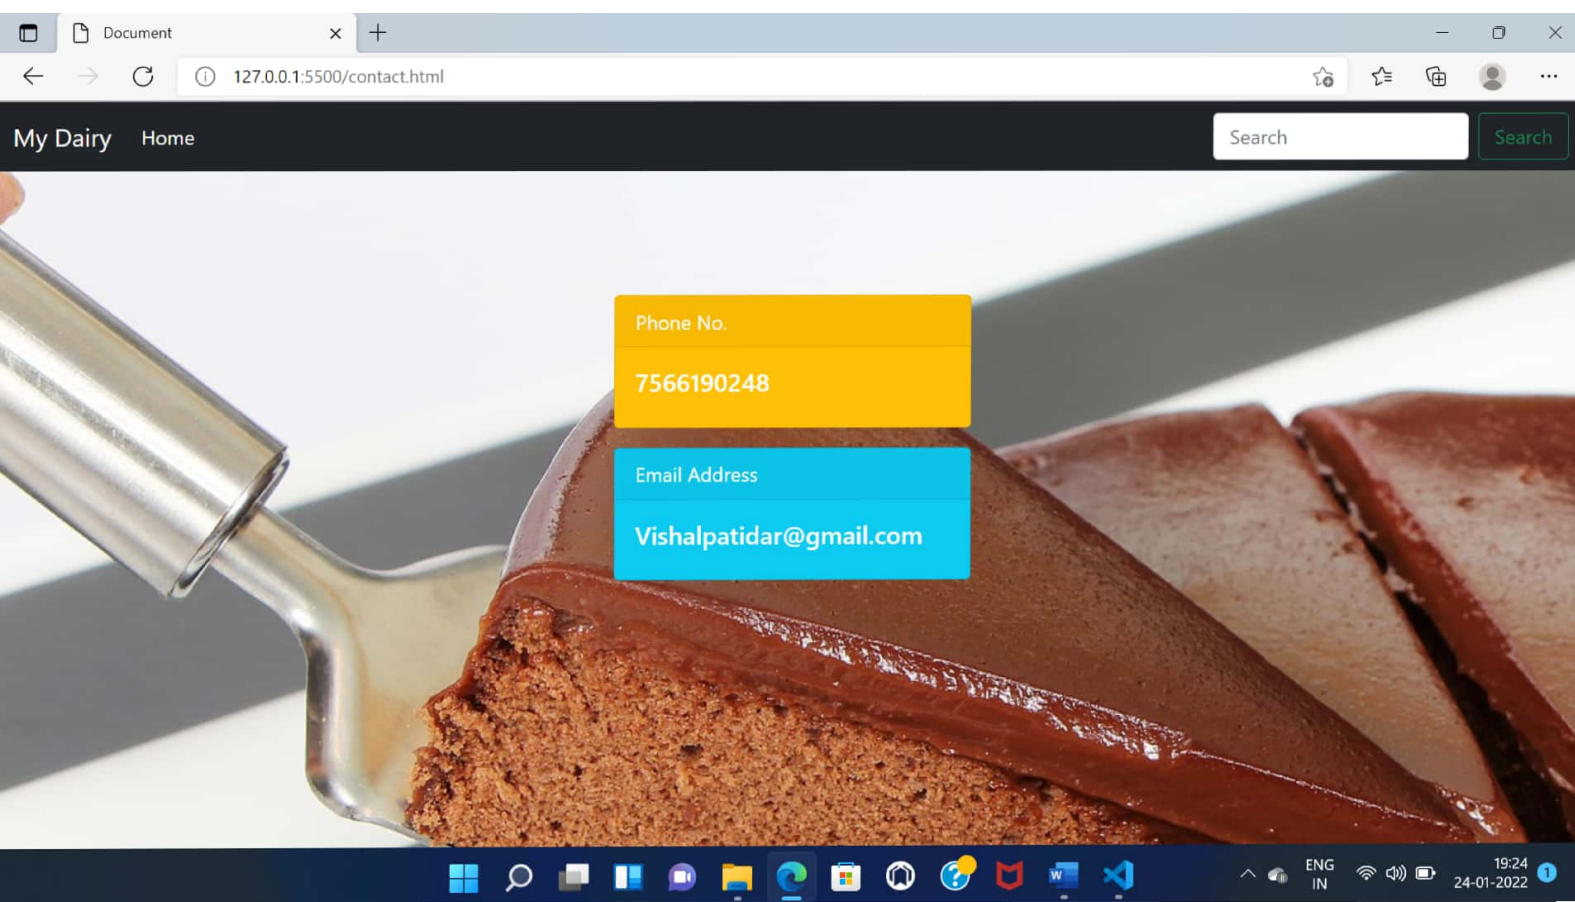 Document
127.0.0.1:5500/contact.html
My Dairy Home Search Search
Phone No.
7566190248
Email Address
Vishalpatidar@gmail.com
ENG
IN
19:24
24-01-2022
1